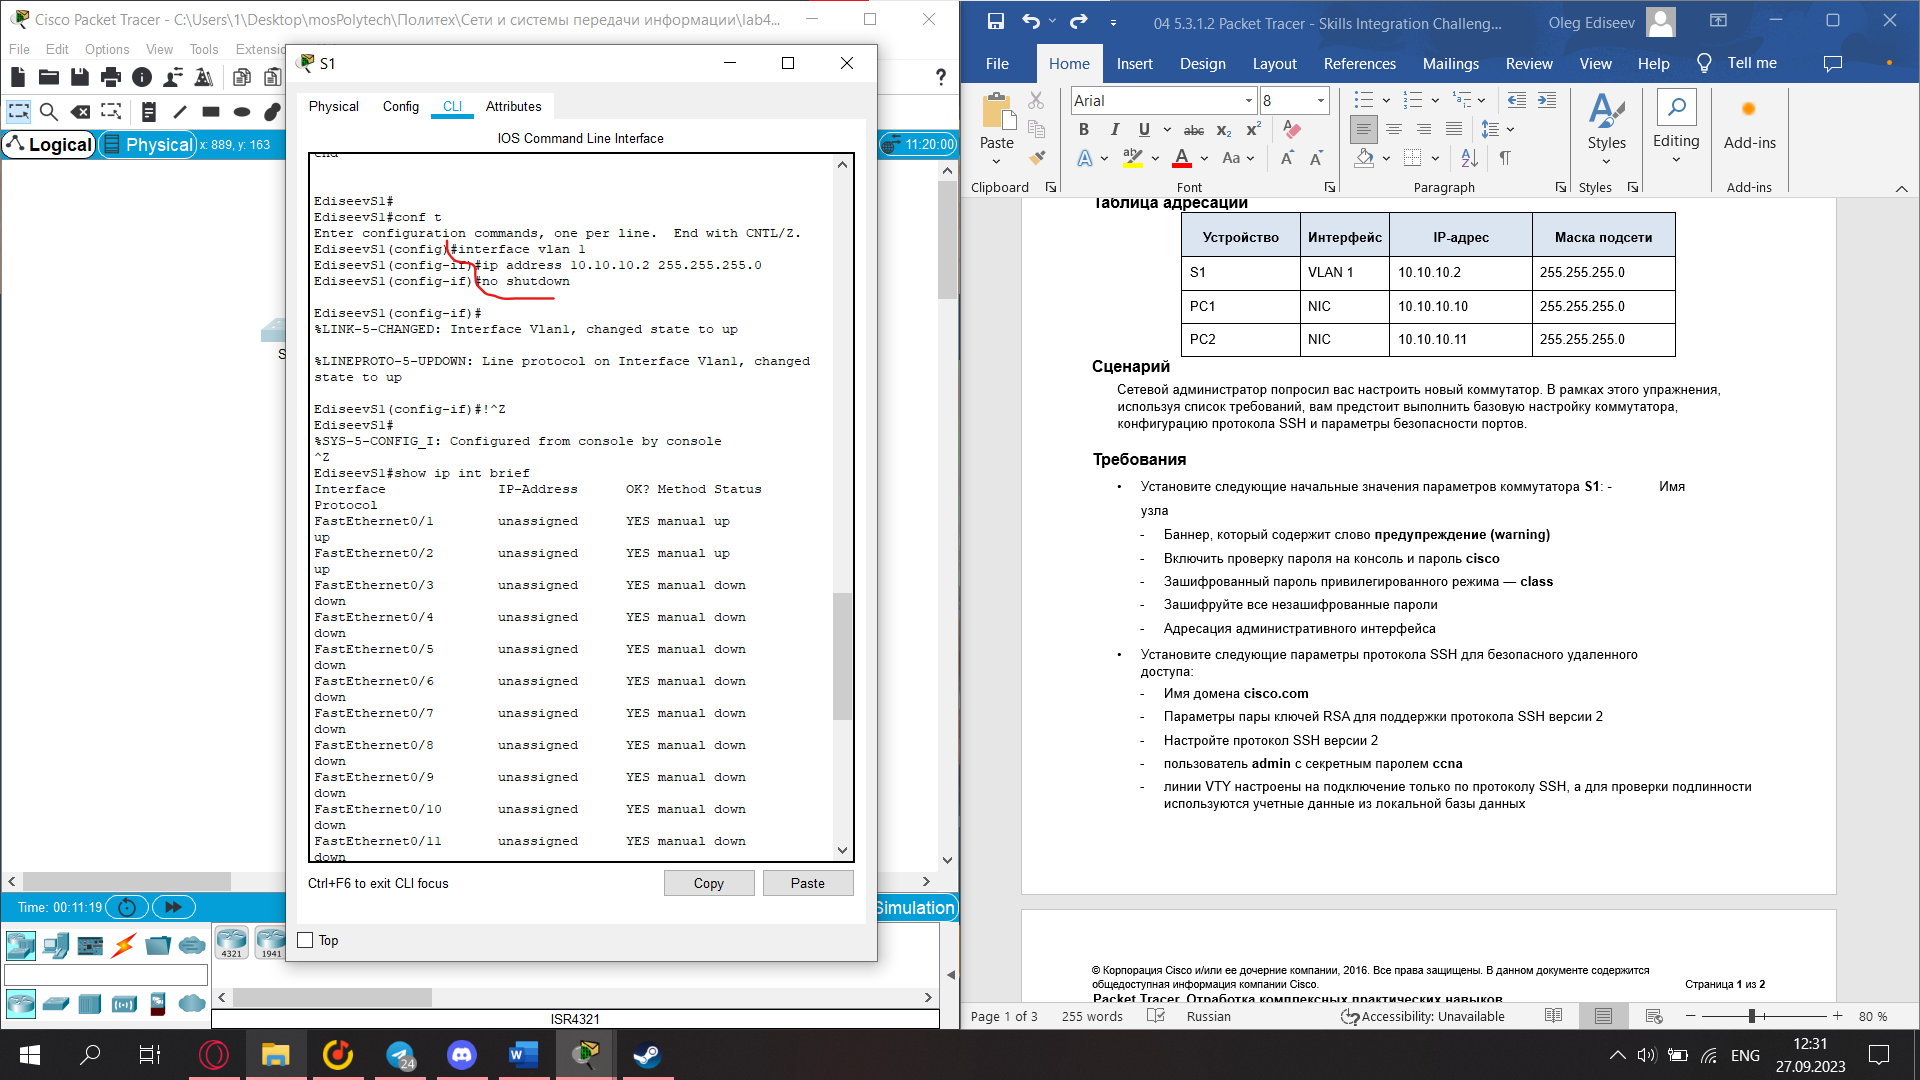 Cisco Packet Tracer - C:\Users\1\Desktop\mosPolytech\Политех\Сети и системы передачи информации\lab4...
File Edit Options View Tools Extensio
Logical
Physical
x: 889, y: 163
11:20:00
S1
Physical Config CLI Attributes
IOS Command Line Interface
end
EdiseevS1#
EdiseevS1#conf t
Enter configuration commands, one per line.  End with CNTL/Z.
EdiseevS1(config)#interface vlan 1
EdiseevS1(config-if)#ip address 10.10.10.2 255.255.255.0
EdiseevS1(config-if)#no shutdown
EdiseevS1(config-if)#
%LINK-5-CHANGED: Interface Vlan1, changed state to up
%LINEPROTO-5-UPDOWN: Line protocol on Interface Vlan1, changed
state to up
EdiseevS1(config-if)#!^Z
EdiseevS1#
%SYS-5-CONFIG_I: Configured from console by console
^Z
EdiseevS1#show ip int brief
Interface IP-Address OK? Method Status
Protocol
FastEthernet0/1 unassigned YES manual up
up
FastEthernet0/2 unassigned YES manual up
up
FastEthernet0/3 unassigned YES manual down
down
FastEthernet0/4 unassigned YES manual down
down
FastEthernet0/5 unassigned YES manual down
down
FastEthernet0/6 unassigned YES manual down
down
FastEthernet0/7 unassigned YES manual down
down
FastEthernet0/8 unassigned YES manual down
down
FastEthernet0/9 unassigned YES manual down
down
FastEthernet0/10 unassigned YES manual down
down
FastEthernet0/11 unassigned YES manual down
down
Ctrl+F6 to exit CLI focus
Copy
Paste
Top
Time: 00:11:19
Simulation
4321
1941
ISR4321
04 5.3.1.2 Packet Tracer - Skills Integration Challeng...
Oleg Ediseev
File Home Insert Design Layout References Mailings Review View Help Tell me
Paste
Arial
8
Styles
Editing
Add-ins
Clipboard
Font
Paragraph
Styles
Add-ins
Таблица адресации
Устройство Интерфейс IP-адрес Маска подсети
S1 VLAN 1 10.10.10.2 255.255.255.0
PC1 NIC 10.10.10.10 255.255.255.0
PC2 NIC 10.10.10.11 255.255.255.0
Сценарий
Сетевой администратор попросил вас настроить новый коммутатор. В рамках этого упражнения,
используя список требований, вам предстоит выполнить базовую настройку коммутатора,
конфигурацию протокола SSH и параметры безопасности портов.
Требования
• Установите следующие начальные значения параметров коммутатора S1: - Имя
узла
- Баннер, который содержит слово предупреждение (warning)
- Включить проверку пароля на консоль и пароль cisco
- Зашифрованный пароль привилегированного режима — class
- Зашифруйте все незашифрованные пароли
- Адресация административного интерфейса
• Установите следующие параметры протокола SSH для безопасного удаленного
доступа:
- Имя домена cisco.com
- Параметры пары ключей RSA для поддержки протокола SSH версии 2
- Настройте протокол SSH версии 2
- пользователь admin с секретным паролем ccna
- линии VTY настроены на подключение только по протоколу SSH, а для проверки подлинности
используются учетные данные из локальной базы данных
© Корпорация Cisco и/или ее дочерние компании, 2016. Все права защищены. В данном документе содержится
общедоступная информация компании Cisco.
Страница 1 из 2
Packet Tracer. Отработка комплексных практических навыков
Page 1 of 3
255 words
Russian
Accessibility: Unavailable
80 %
24
ENG
12:31
27.09.2023